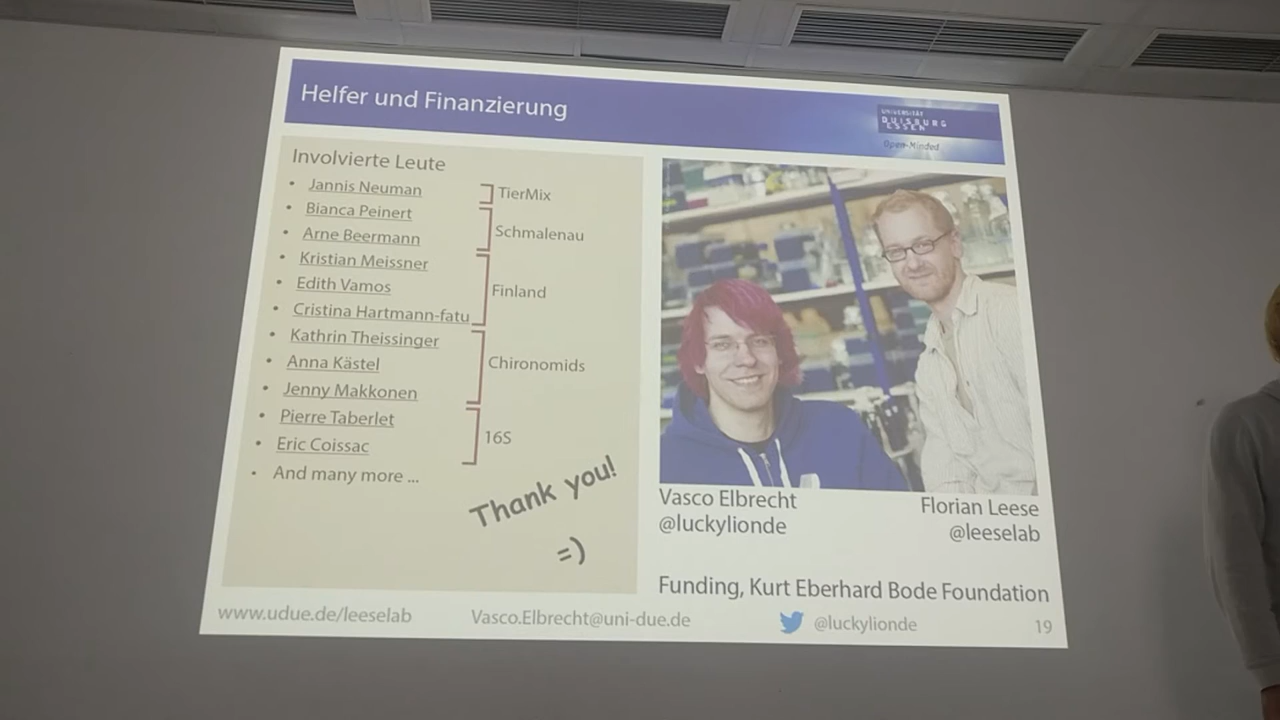 Helfer und Finanzierung
UNIVERSITÄT
DUISBURG
ESSEN
Open-Minded
Involvierte Leute
• Jannis Neuman
• Bianca Peinert
• Arne Beermann
• Kristian Meissner
• Edith Vamos
• Cristina Hartmann-fatu
• Kathrin Theissinger
• Anna Kästel
• Jenny Makkonen
• Pierre Taberlet
• Eric Coissac
• And many more ...
TierMix
Schmalenau
Finland
Chironomids
16S
Thank you!
=)
Vasco Elbrecht
@luckylionde
Florian Leese
@leeselab
Funding, Kurt Eberhard Bode Foundation
www.udue.de/leeselab
Vasco.Elbrecht@uni-due.de
@luckylionde
19